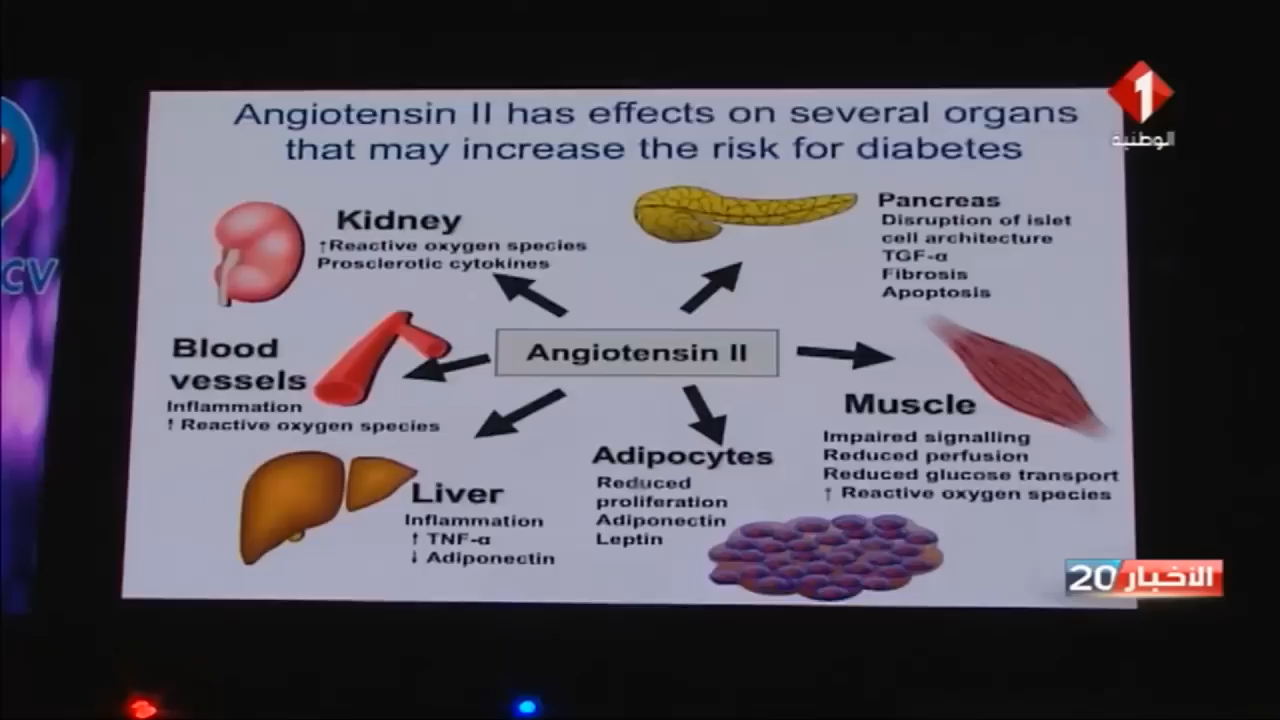 Angiotensin II has effects on several organs
that may increase the risk for diabetes
1
الوطنية
CV
Kidney
↑Reactive oxygen species
Prosclerotic cytokines
Pancreas
Disruption of islet
cell architecture
TGF-α
Fibrosis
Apoptosis
Blood
vessels
Inflammation
↑ Reactive oxygen species
Angiotensin II
Muscle
Impaired signalling
Reduced perfusion
Reduced glucose transport
↑ Reactive oxygen species
Liver
Inflammation
↑ TNF-α
↓ Adiponectin
Adipocytes
Reduced
proliferation
Adiponectin
Leptin
الأخبار 20